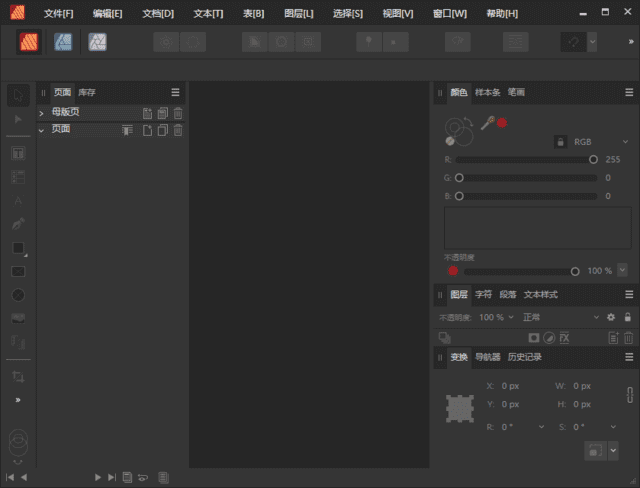 文件[F] 编辑[E] 文档[D] 文本[T] 表[B] 图层[L] 选择[S] 视图[V] 窗口[W] 帮助[H]
页面 库存
母版页
页面
颜色 样本条 笔画
RGB
R: 255
G: 0
B: 0
不透明度
100 %
图层 字符 段落 文本样式
不透明度: 100 % 正常
fx
变换 导航器 历史记录
X: 0 px W: 0 px
Y: 0 px H: 0 px
R: 0 ° S: 0 °